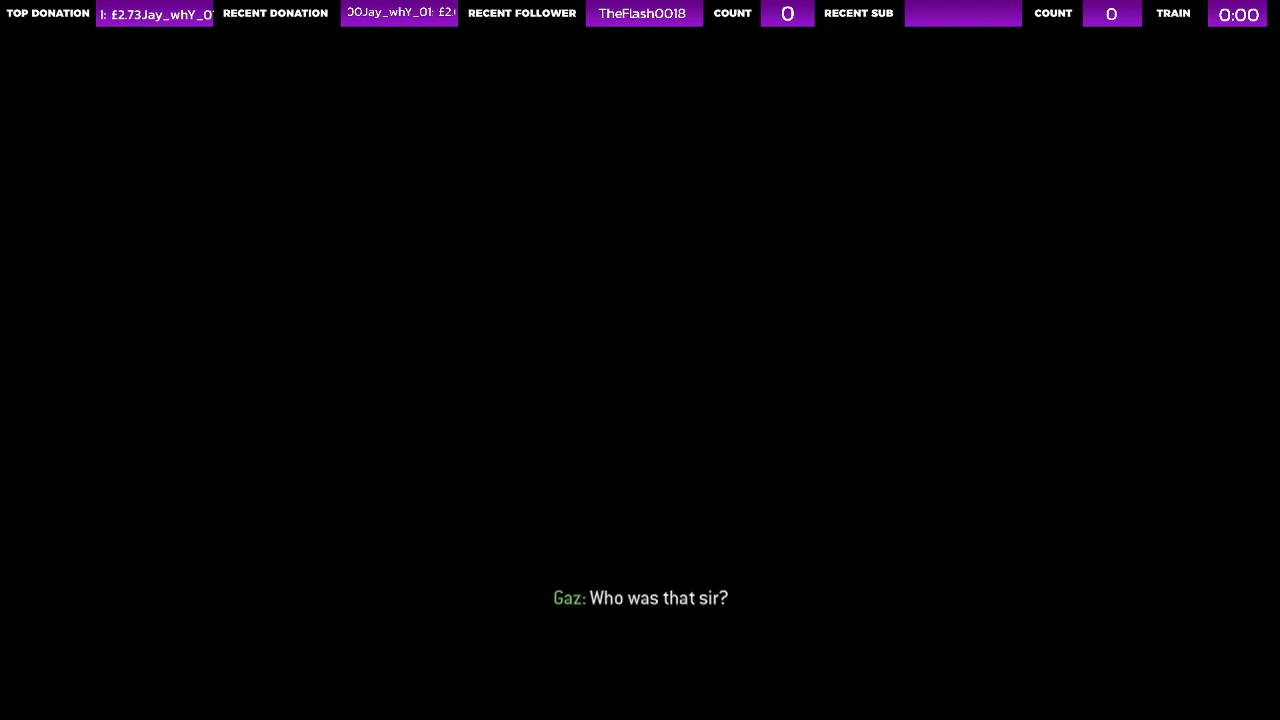 TOP DONATION £2.73Jay_whY_0 RECENT DONATION Jay_whY_01: £2. RECENT FOLLOWER TheFlash0018 COUNT 0 RECENT SUB COUNT 0 TRAIN 0:00
Gaz: Who was that sir?